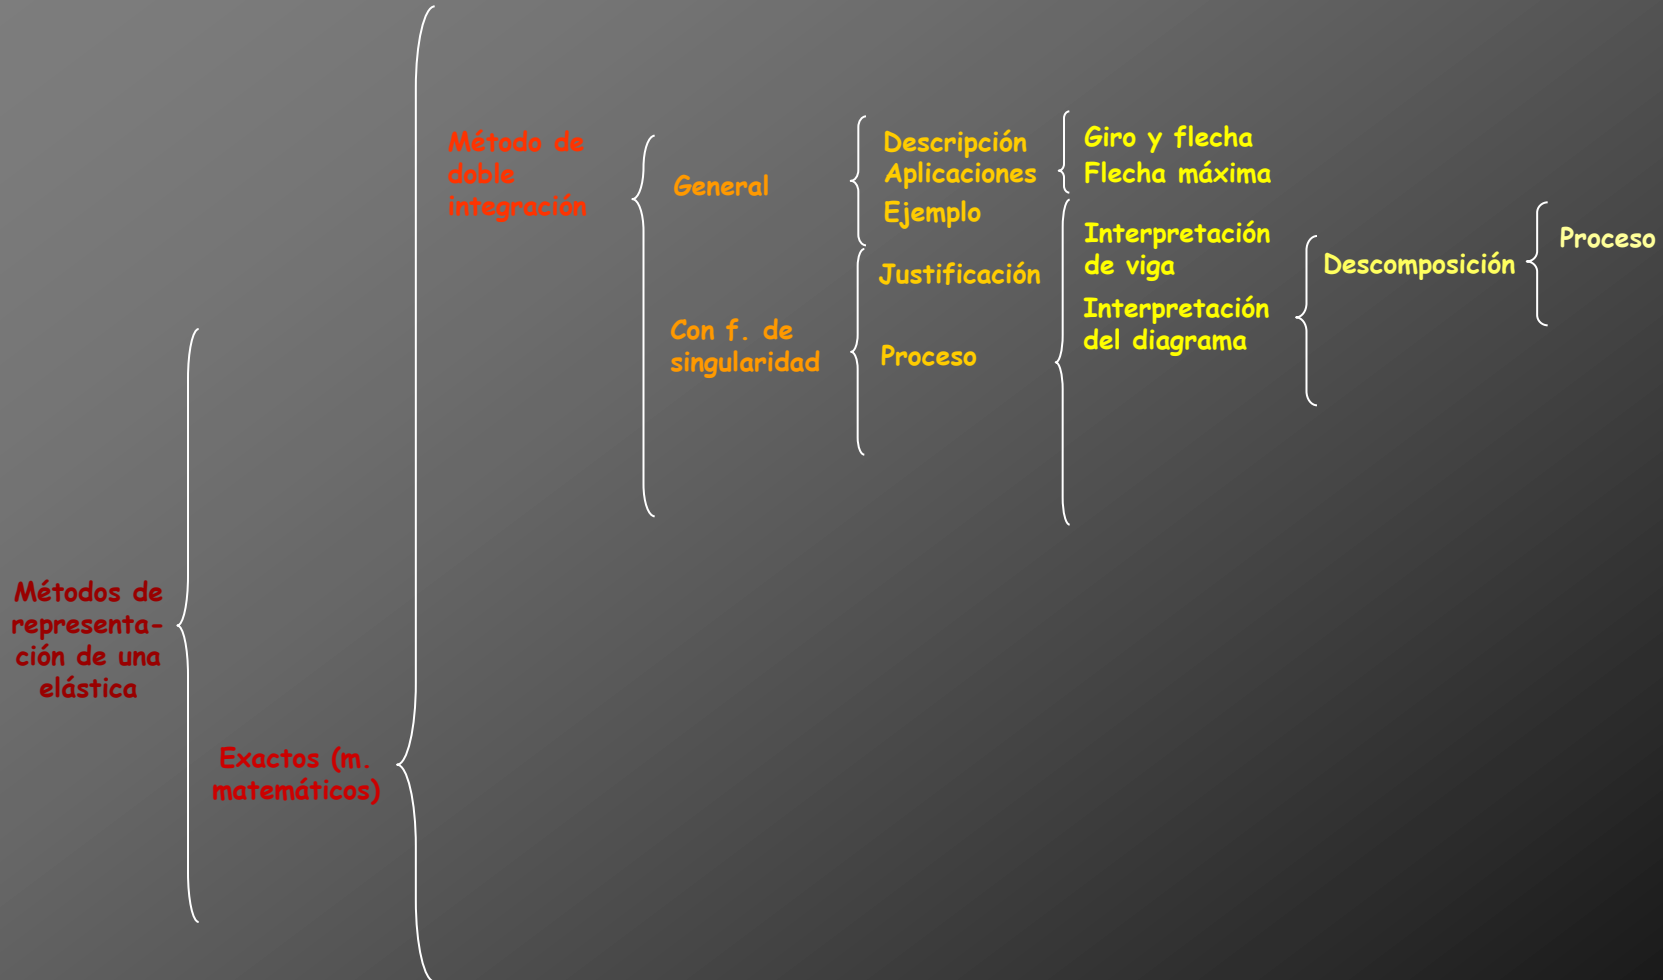 Métodos de
representa-
ción de una
elástica
Exactos (m.
matemáticos)
Método de
doble
integración
General
Descripción
Aplicaciones
Ejemplo
Giro y flecha
Flecha máxima
Con f. de
singularidad
Justificación
Proceso
Interpretación
de viga
Interpretación
del diagrama
Descomposición
Proceso